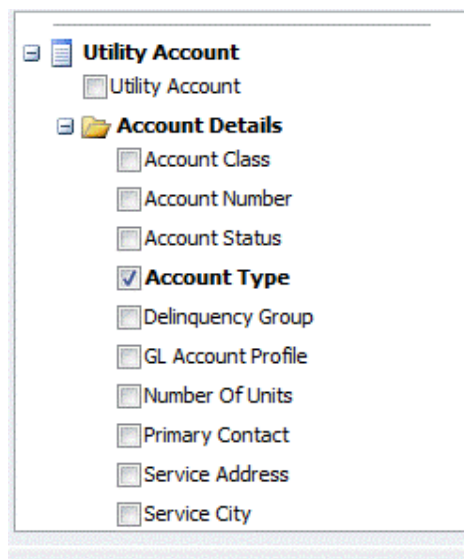 Utility Account
Utility Account
Account Details
Account Class
Account Number
Account Status
Account Type
Delinquency Group
GL Account Profile
Number Of Units
Primary Contact
Service Address
Service City